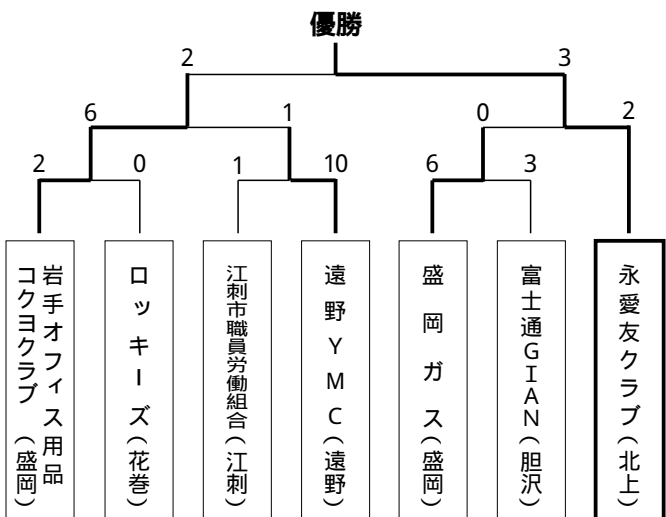 優勝
2 3
6 1 0 2
2 0 1 10 6 3
岩手オフィス用品
コクヨクラブ（盛岡）
ロッキーズ（花巻）
江刺市職員労働組合（江刺）
遠野YMC（遠野）
盛岡ガス（盛岡）
富士通GIAN（胆沢）
永愛友クラブ（北上）